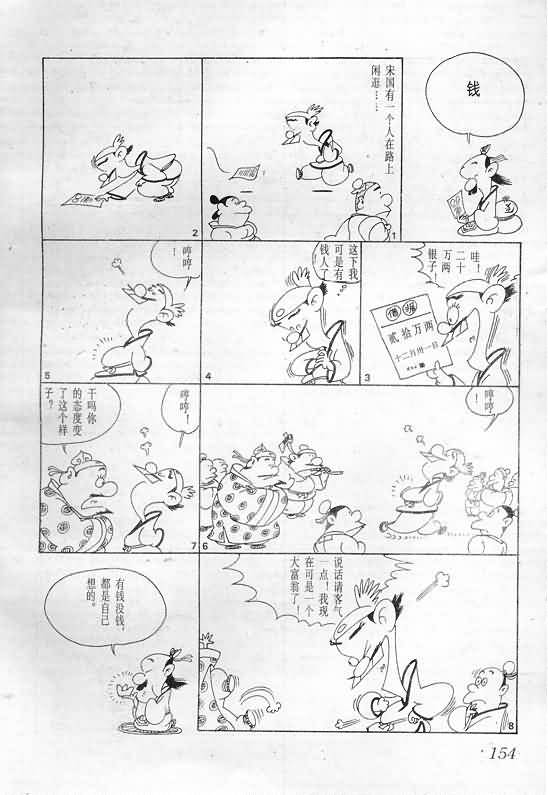 钱
宋国有一个人在路上
闲逛……
1
2
哇！
二十
万两
银子，
借据
贰拾万两
十二月卅一日
3
这下我
可是有
钱人了
！
4
哼哼
！
5
哼哼
！
6
哼哼！
干吗你
的态度变
了这个样
子？
7
说话请客气
一点！我现
在可是一个
大富翁了！
8
有钱没钱，
都是自己
想的。
·154